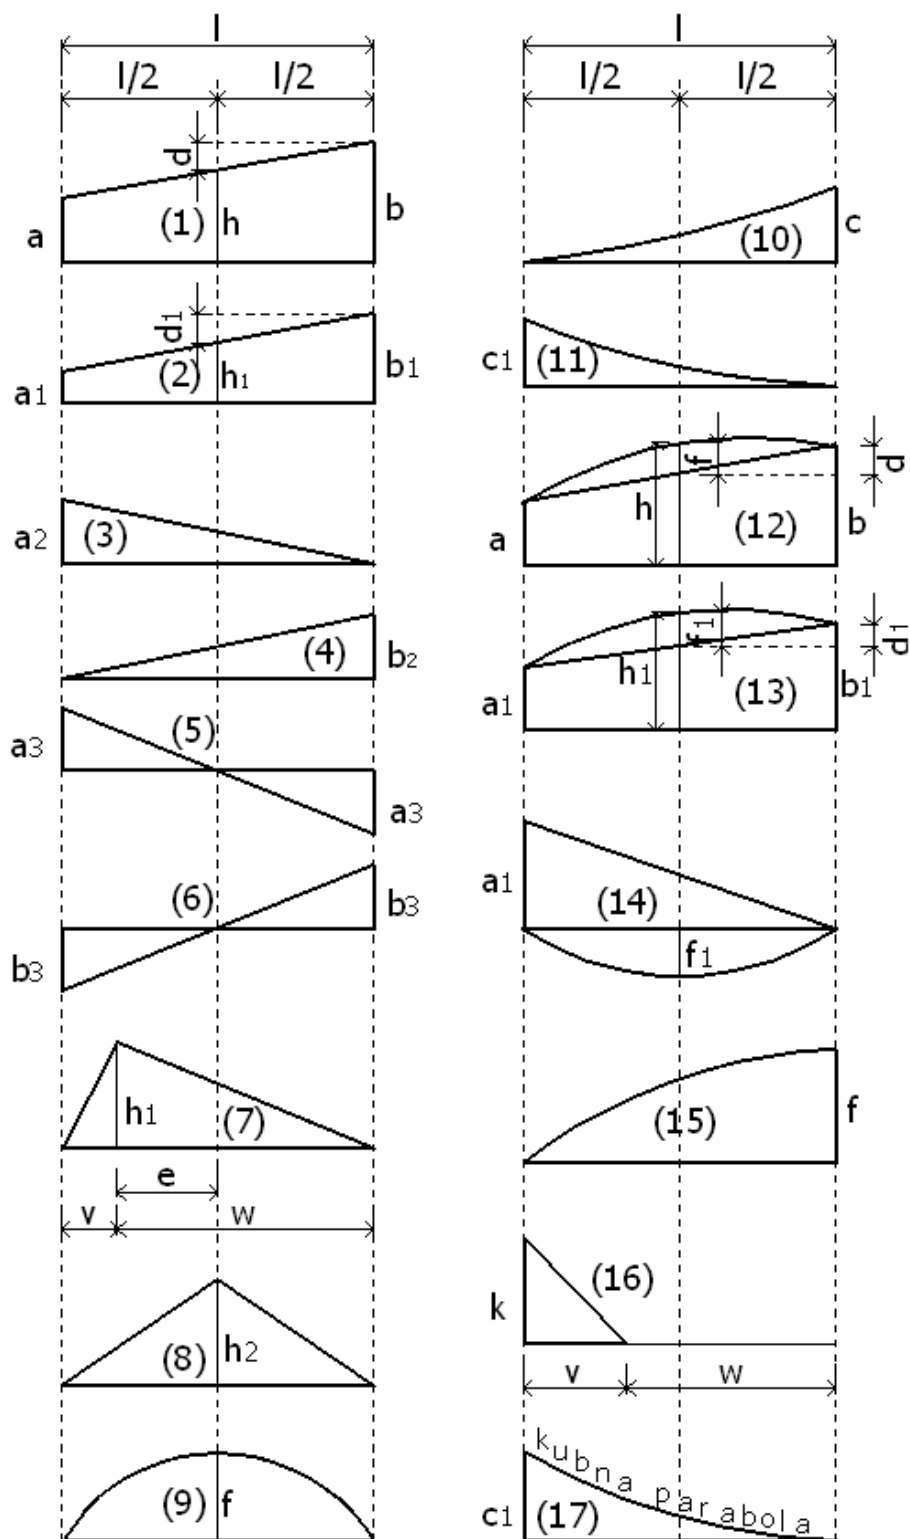 l
l/2 l/2
d
a (1) h b
d1
a1 (2) h1 b1
a2 (3)
(4) b2
a3 (5)
a3
(6) b3
b3
h1 (7)
e
v w
(8) h2
(9) f
l
l/2 l/2
(10) c
c1 (11)
f d
h
a (12) b
f1 d1
h1
a1 (13) b1
a1 (14)
f1
(15) f
k (16)
v w
kubna parabola
c1 (17)